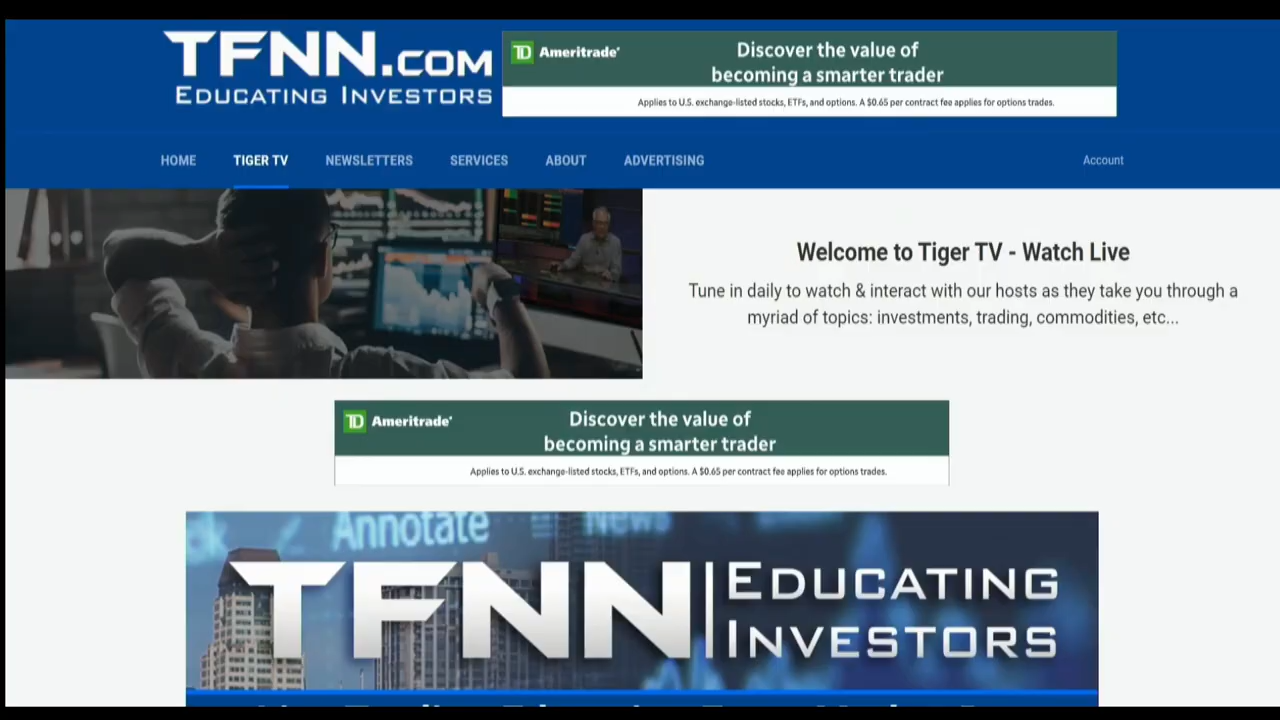 TFNN.COM
EDUCATING INVESTORS
TD Ameritrade
Discover the value of
becoming a smarter trader
Applies to U.S. exchange-listed stocks, ETFs, and options. A $0.65 per contract fee applies for options trades.
HOME TIGER TV NEWSLETTERS SERVICES ABOUT ADVERTISING Account
Welcome to Tiger TV - Watch Live
Tune in daily to watch & interact with our hosts as they take you through a
myriad of topics: investments, trading, commodities, etc...
TD Ameritrade
Discover the value of
becoming a smarter trader
Applies to U.S. exchange-listed stocks, ETFs, and options. A $0.65 per contract fee applies for options trades.
Annotate News
TFNN EDUCATING
INVESTORS